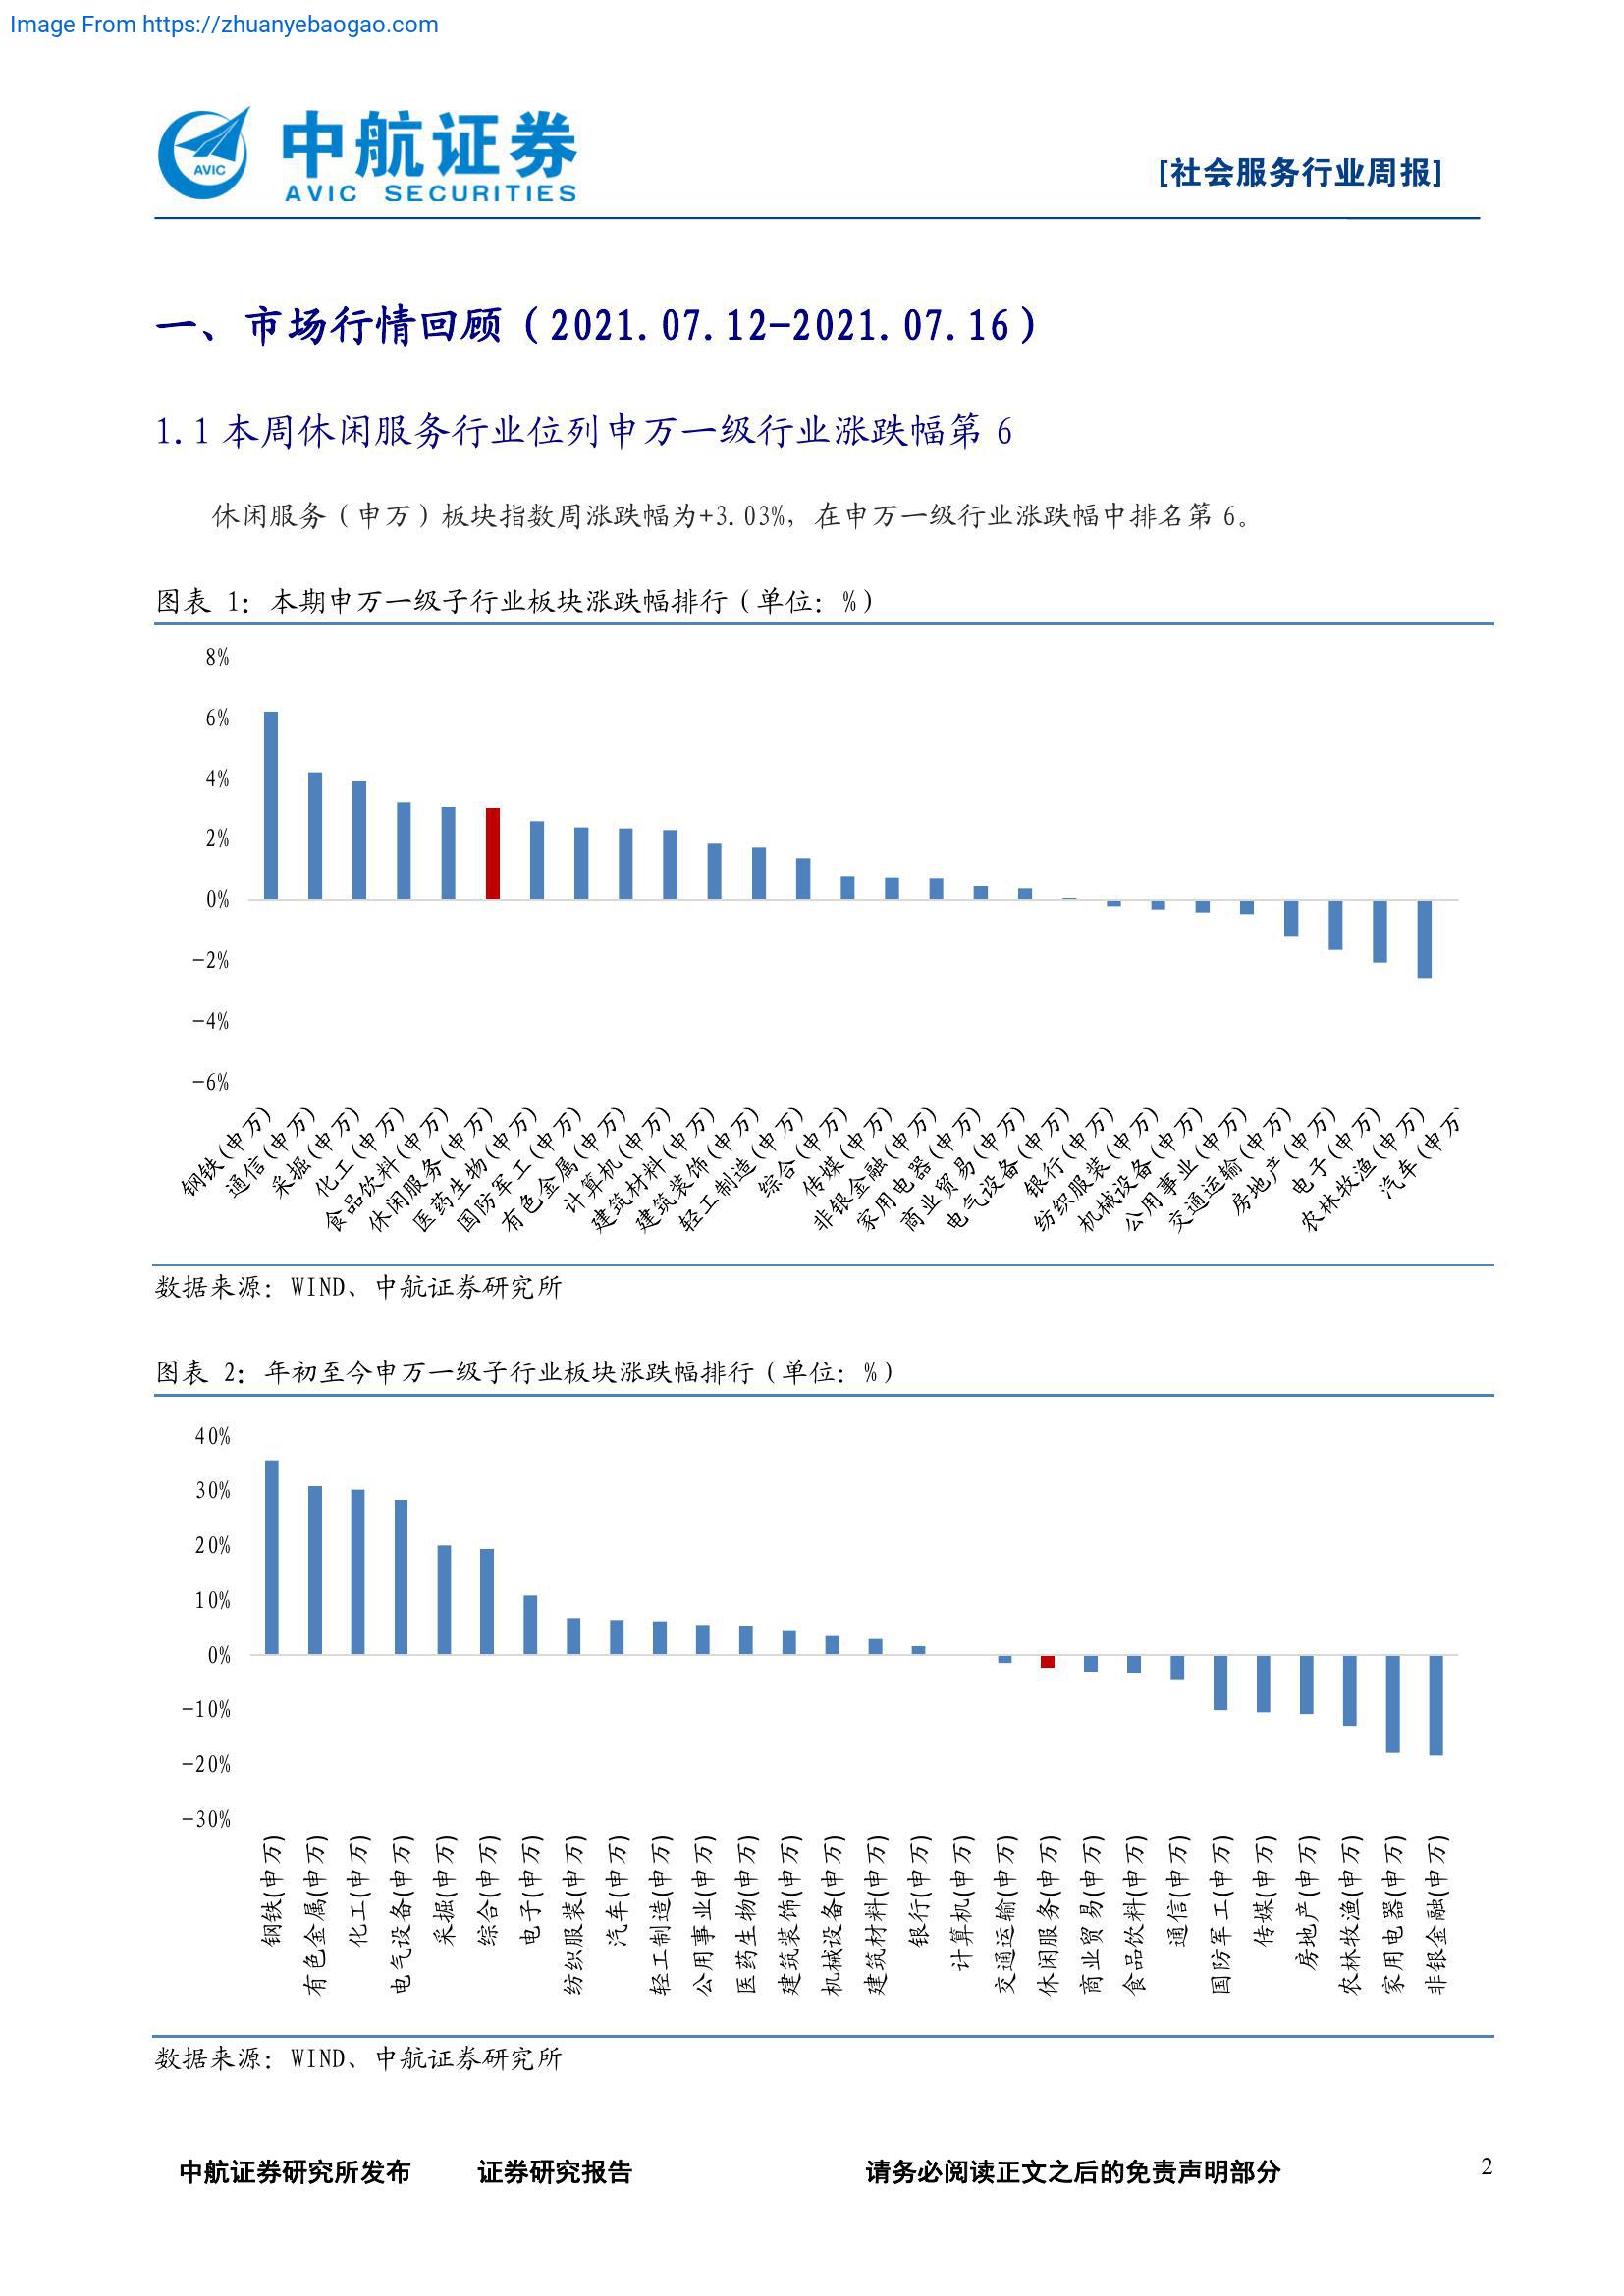 Image From https://zhuanyebaogao.com
AVIC
中航证券
AVIC SECURITIES
[社会服务行业周报]
一、市场行情回顾（2021.07.12-2021.07.16）
1.1 本周休闲服务行业位列申万一级行业涨跌幅第 6
休闲服务（申万）板块指数周涨跌幅为+3.03%，在申万一级行业涨跌幅中排名第 6。
图表 1：本期申万一级子行业板块涨跌幅排行（单位：%）
8%
6%
4%
2%
0%
-2%
-4%
-6%
钢铁(申万)
通信(申万)
采掘(申万)
化工(申万)
食品饮料(申万)
休闲服务(申万)
医药生物(申万)
国防军工(申万)
有色金属(申万)
计算机(申万)
建筑材料(申万)
建筑装饰(申万)
轻工制造(申万)
综合(申万)
传媒(申万)
非银金融(申万)
家用电器(申万)
商业贸易(申万)
电气设备(申万)
银行(申万)
纺织服装(申万)
机械设备(申万)
公用事业(申万)
交通运输(申万)
房地产(申万)
电子(申万)
农林牧渔(申万)
汽车(申万
数据来源：WIND、中航证券研究所
图表 2：年初至今申万一级子行业板块涨跌幅排行（单位：%）
40%
30%
20%
10%
0%
-10%
-20%
-30%
钢铁(申万)
有色金属(申万)
化工(申万)
电气设备(申万)
采掘(申万)
综合(申万)
电子(申万)
纺织服装(申万)
汽车(申万)
轻工制造(申万)
公用事业(申万)
医药生物(申万)
建筑装饰(申万)
机械设备(申万)
建筑材料(申万)
银行(申万)
计算机(申万)
交通运输(申万)
休闲服务(申万)
商业贸易(申万)
食品饮料(申万)
通信(申万)
国防军工(申万)
传媒(申万)
房地产(申万)
农林牧渔(申万)
家用电器(申万)
非银金融(申万)
数据来源：WIND、中航证券研究所
中航证券研究所发布 证券研究报告 请务必阅读正文之后的免责声明部分 2